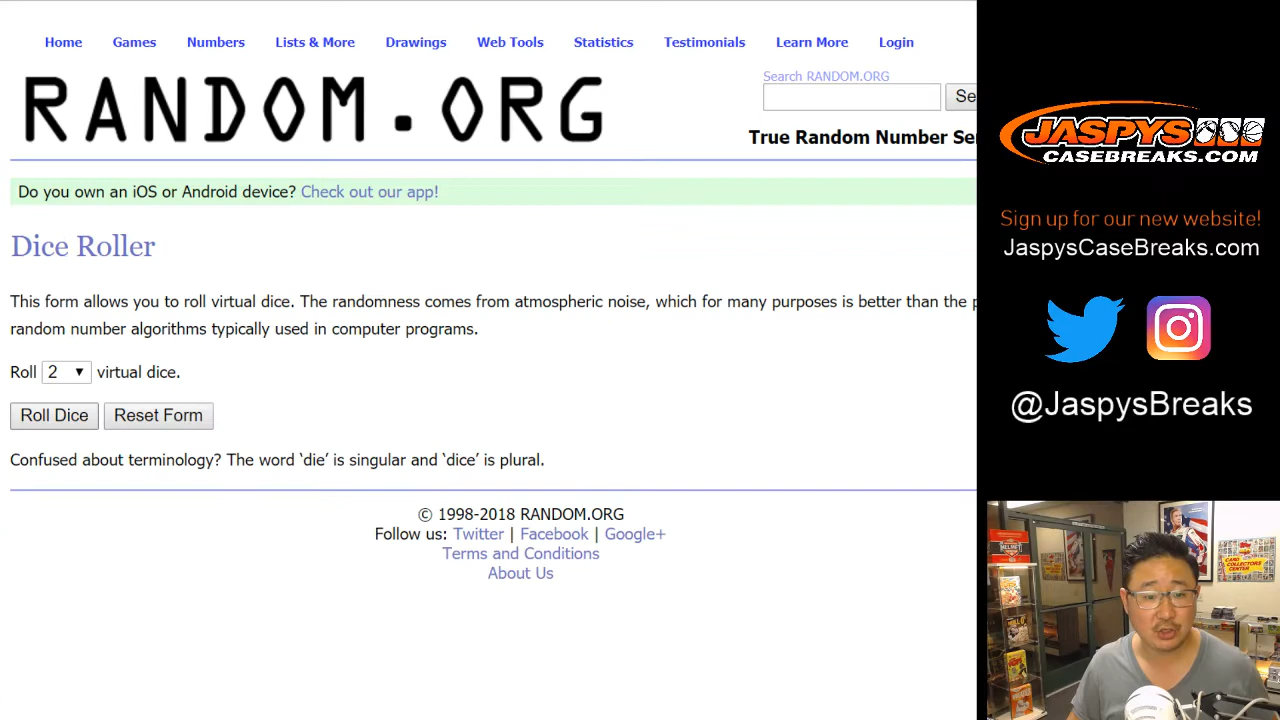 Home Games Numbers Lists & More Drawings Web Tools Statistics Testimonials Learn More Login
RANDOM.ORG
Search RANDOM.ORG
Se
True Random Number Se
Do you own an iOS or Android device? Check out our app!
Dice Roller
This form allows you to roll virtual dice. The randomness comes from atmospheric noise, which for many purposes is better than the
random number algorithms typically used in computer programs.
Roll 2 virtual dice.
Roll Dice Reset Form
Confused about terminology? The word ‘die’ is singular and ‘dice’ is plural.
© 1998-2018 RANDOM.ORG
Follow us: Twitter | Facebook | Google+
Terms and Conditions
About Us
JASPYS
CASEBREAKS.COM
Sign up for our new website!
JaspysCaseBreaks.com
@JaspysBreaks
HELMET
CARD
COLLECTORS
CENTER